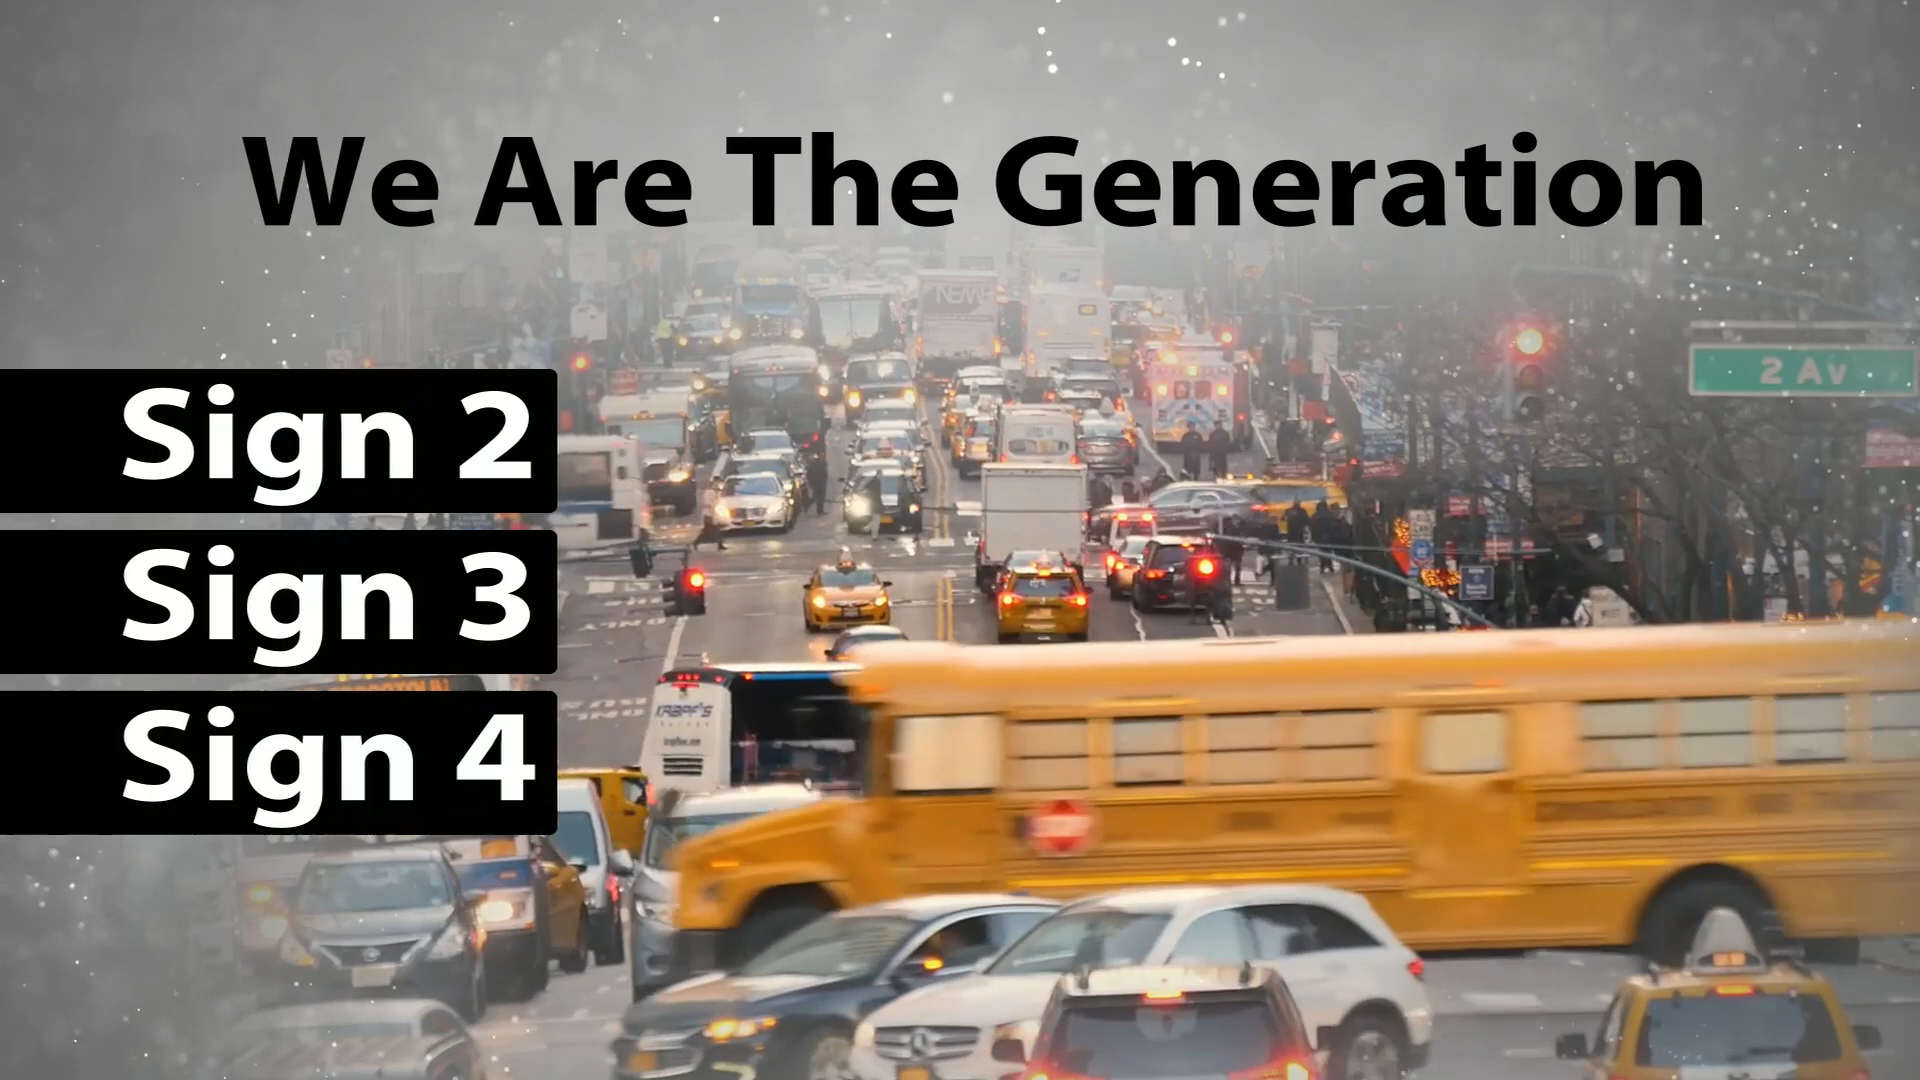 We Are The Generation
2 Av
Sign 2
Sign 3
Sign 4